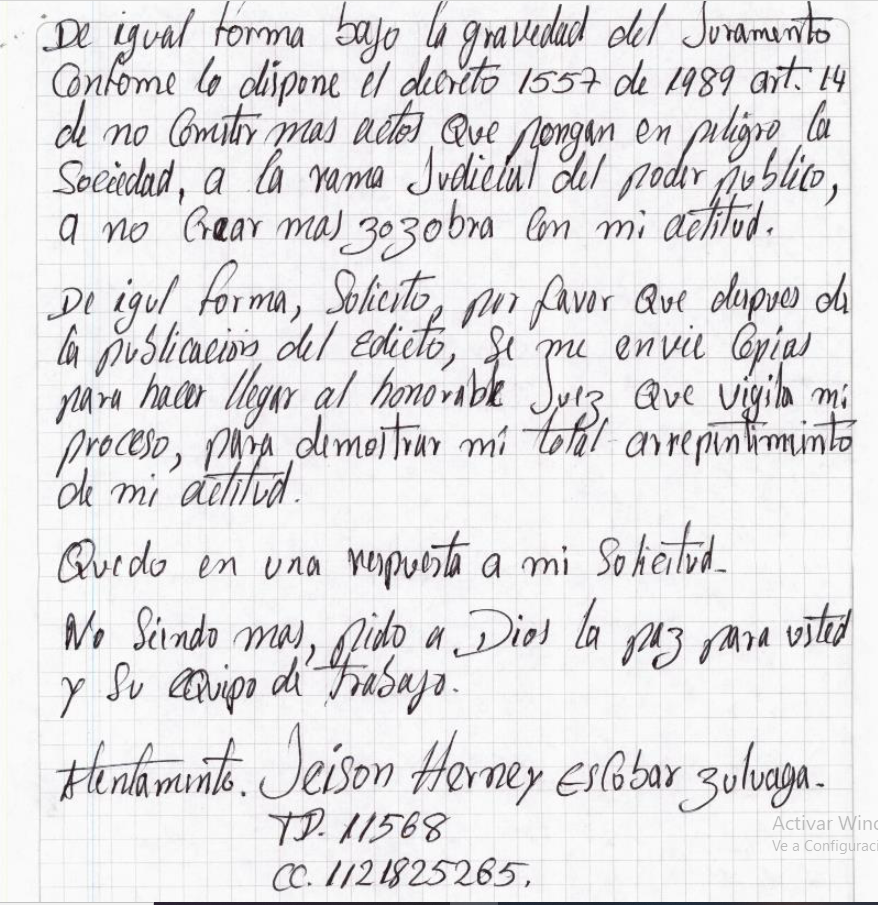 De igual forma bajo la gravedad del Juramento
Conforme lo dispone el decreto 1557 de 1989 art. 14
de no Cometer mas actos Que pongan en peligro la
Sociedad, a la rama Judicial del poder publico,
a no Crear mas zozobra Con mi actitud.
De igul forma, Solicito, por favor Que depues de
la publicacion del Edicto, Se me envie Copias
para hacer llegar al honorable Juez Que vigila mi
proceso, para demostrar mi total arrepintiminto
de mi actitud.
Quedo en una respuesta a mi Solicitud-
No Siendo mas, pido a Dios la paz para usted
y Su equipo de Trabajo.
Atentamente. Jeison Herney Escobar zuluaga.
TD. 11568
CC. 1121825265.
Activar Winc
Ve a Configuraci